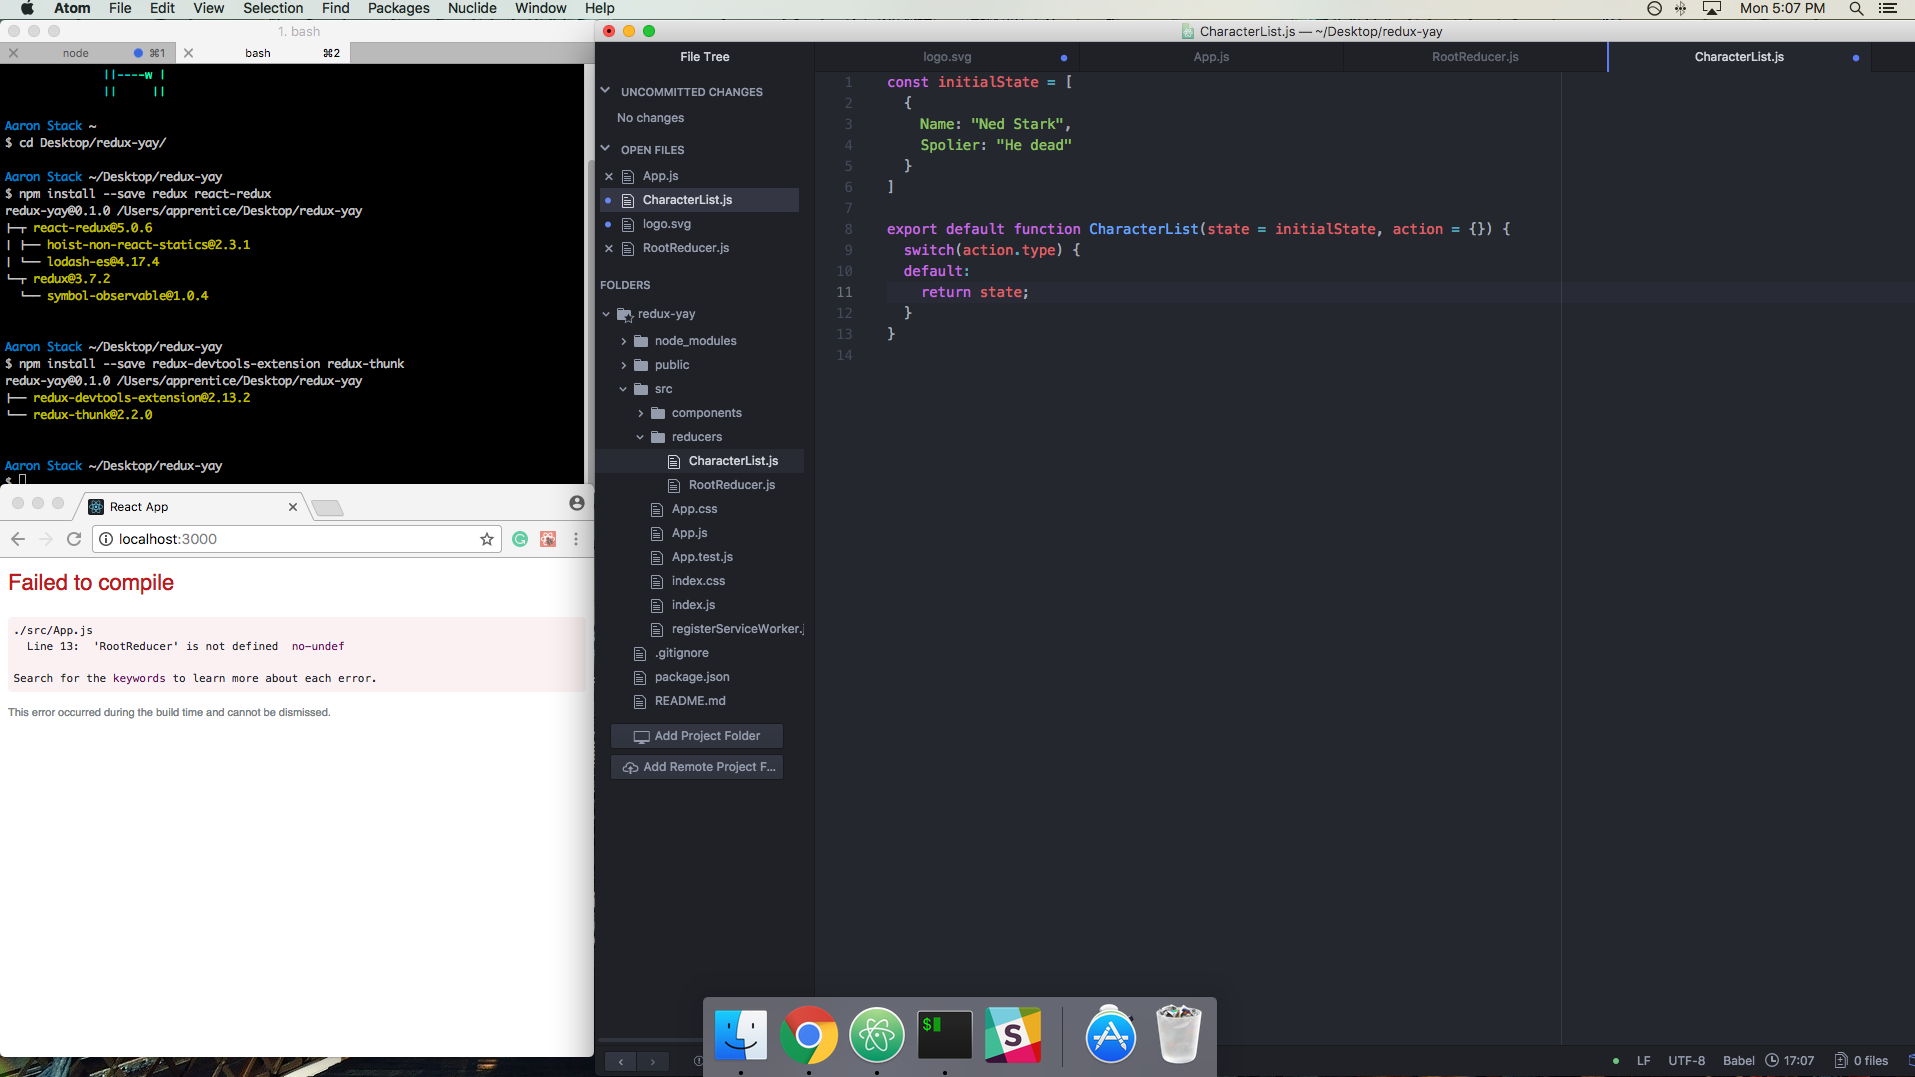 Atom File Edit View Selection Find Packages Nuclide Window Help
Mon 5:07 PM
1. bash
node ⌘1
bash ⌘2
||----w |
|| ||
Aaron Stack ~
$ cd Desktop/redux-yay/
Aaron Stack ~/Desktop/redux-yay
$ npm install --save redux react-redux
redux-yay@0.1.0 /Users/apprentice/Desktop/redux-yay
├─┬ react-redux@5.0.6
| ├── hoist-non-react-statics@2.3.1
| └── lodash-es@4.17.4
└─┬ redux@3.7.2
└── symbol-observable@1.0.4
Aaron Stack ~/Desktop/redux-yay
$ npm install --save redux-devtools-extension redux-thunk
redux-yay@0.1.0 /Users/apprentice/Desktop/redux-yay
├── redux-devtools-extension@2.13.2
└── redux-thunk@2.2.0
Aaron Stack ~/Desktop/redux-yay
$
React App
localhost:3000
Failed to compile
./src/App.js
Line 13: 'RootReducer' is not defined no-undef
Search for the keywords to learn more about each error.
This error occurred during the build time and cannot be dismissed.
CharacterList.js — ~/Desktop/redux-yay
File Tree
UNCOMMITTED CHANGES
No changes
OPEN FILES
App.js
CharacterList.js
logo.svg
RootReducer.js
FOLDERS
redux-yay
node_modules
public
src
components
reducers
CharacterList.js
RootReducer.js
App.css
App.js
App.test.js
index.css
index.js
registerServiceWorker.j
.gitignore
package.json
README.md
Add Project Folder
Add Remote Project F...
logo.svg
App.js
RootReducer.js
CharacterList.js
1 const initialState = [
2 {
3 Name: "Ned Stark",
4 Spolier: "He dead"
5 }
6 ]
7
8 export default function CharacterList(state = initialState, action = {}) {
9 switch(action.type) {
10 default:
11 return state;
12 }
13 }
14
$
S
LF UTF-8 Babel 17:07 0 files